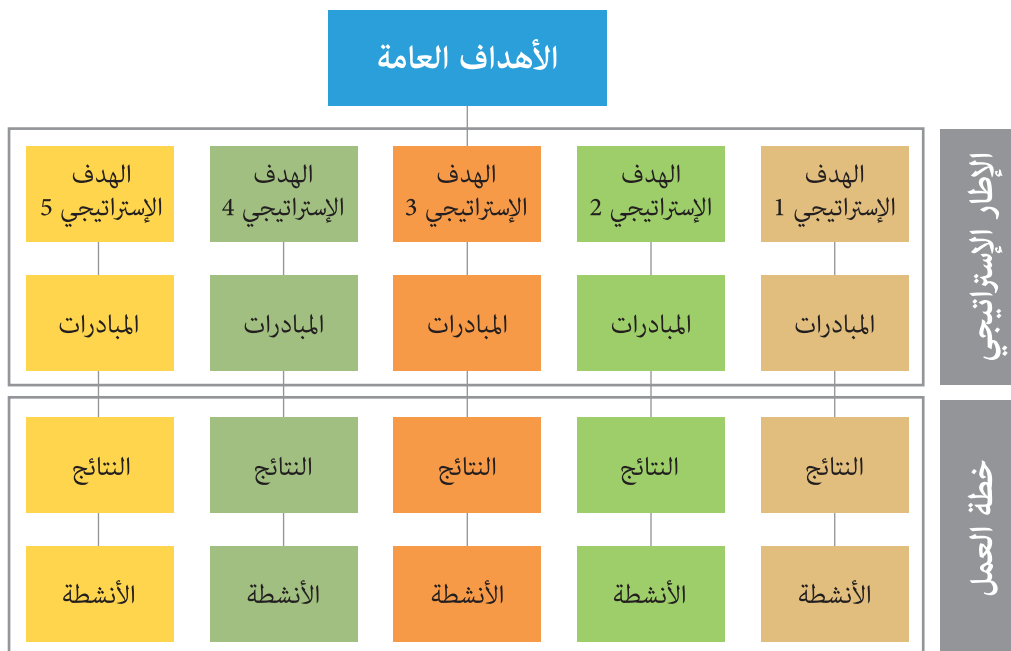 الأهداف العامة
الإطار الإستراتيجي
الهدف
الإستراتيجي 1
الهدف
الإستراتيجي 2
الهدف
الإستراتيجي 3
الهدف
الإستراتيجي 4
الهدف
الإستراتيجي 5
المبادرات
المبادرات
المبادرات
المبادرات
المبادرات
خطة العمل
النتائج
النتائج
النتائج
النتائج
النتائج
الأنشطة
الأنشطة
الأنشطة
الأنشطة
الأنشطة